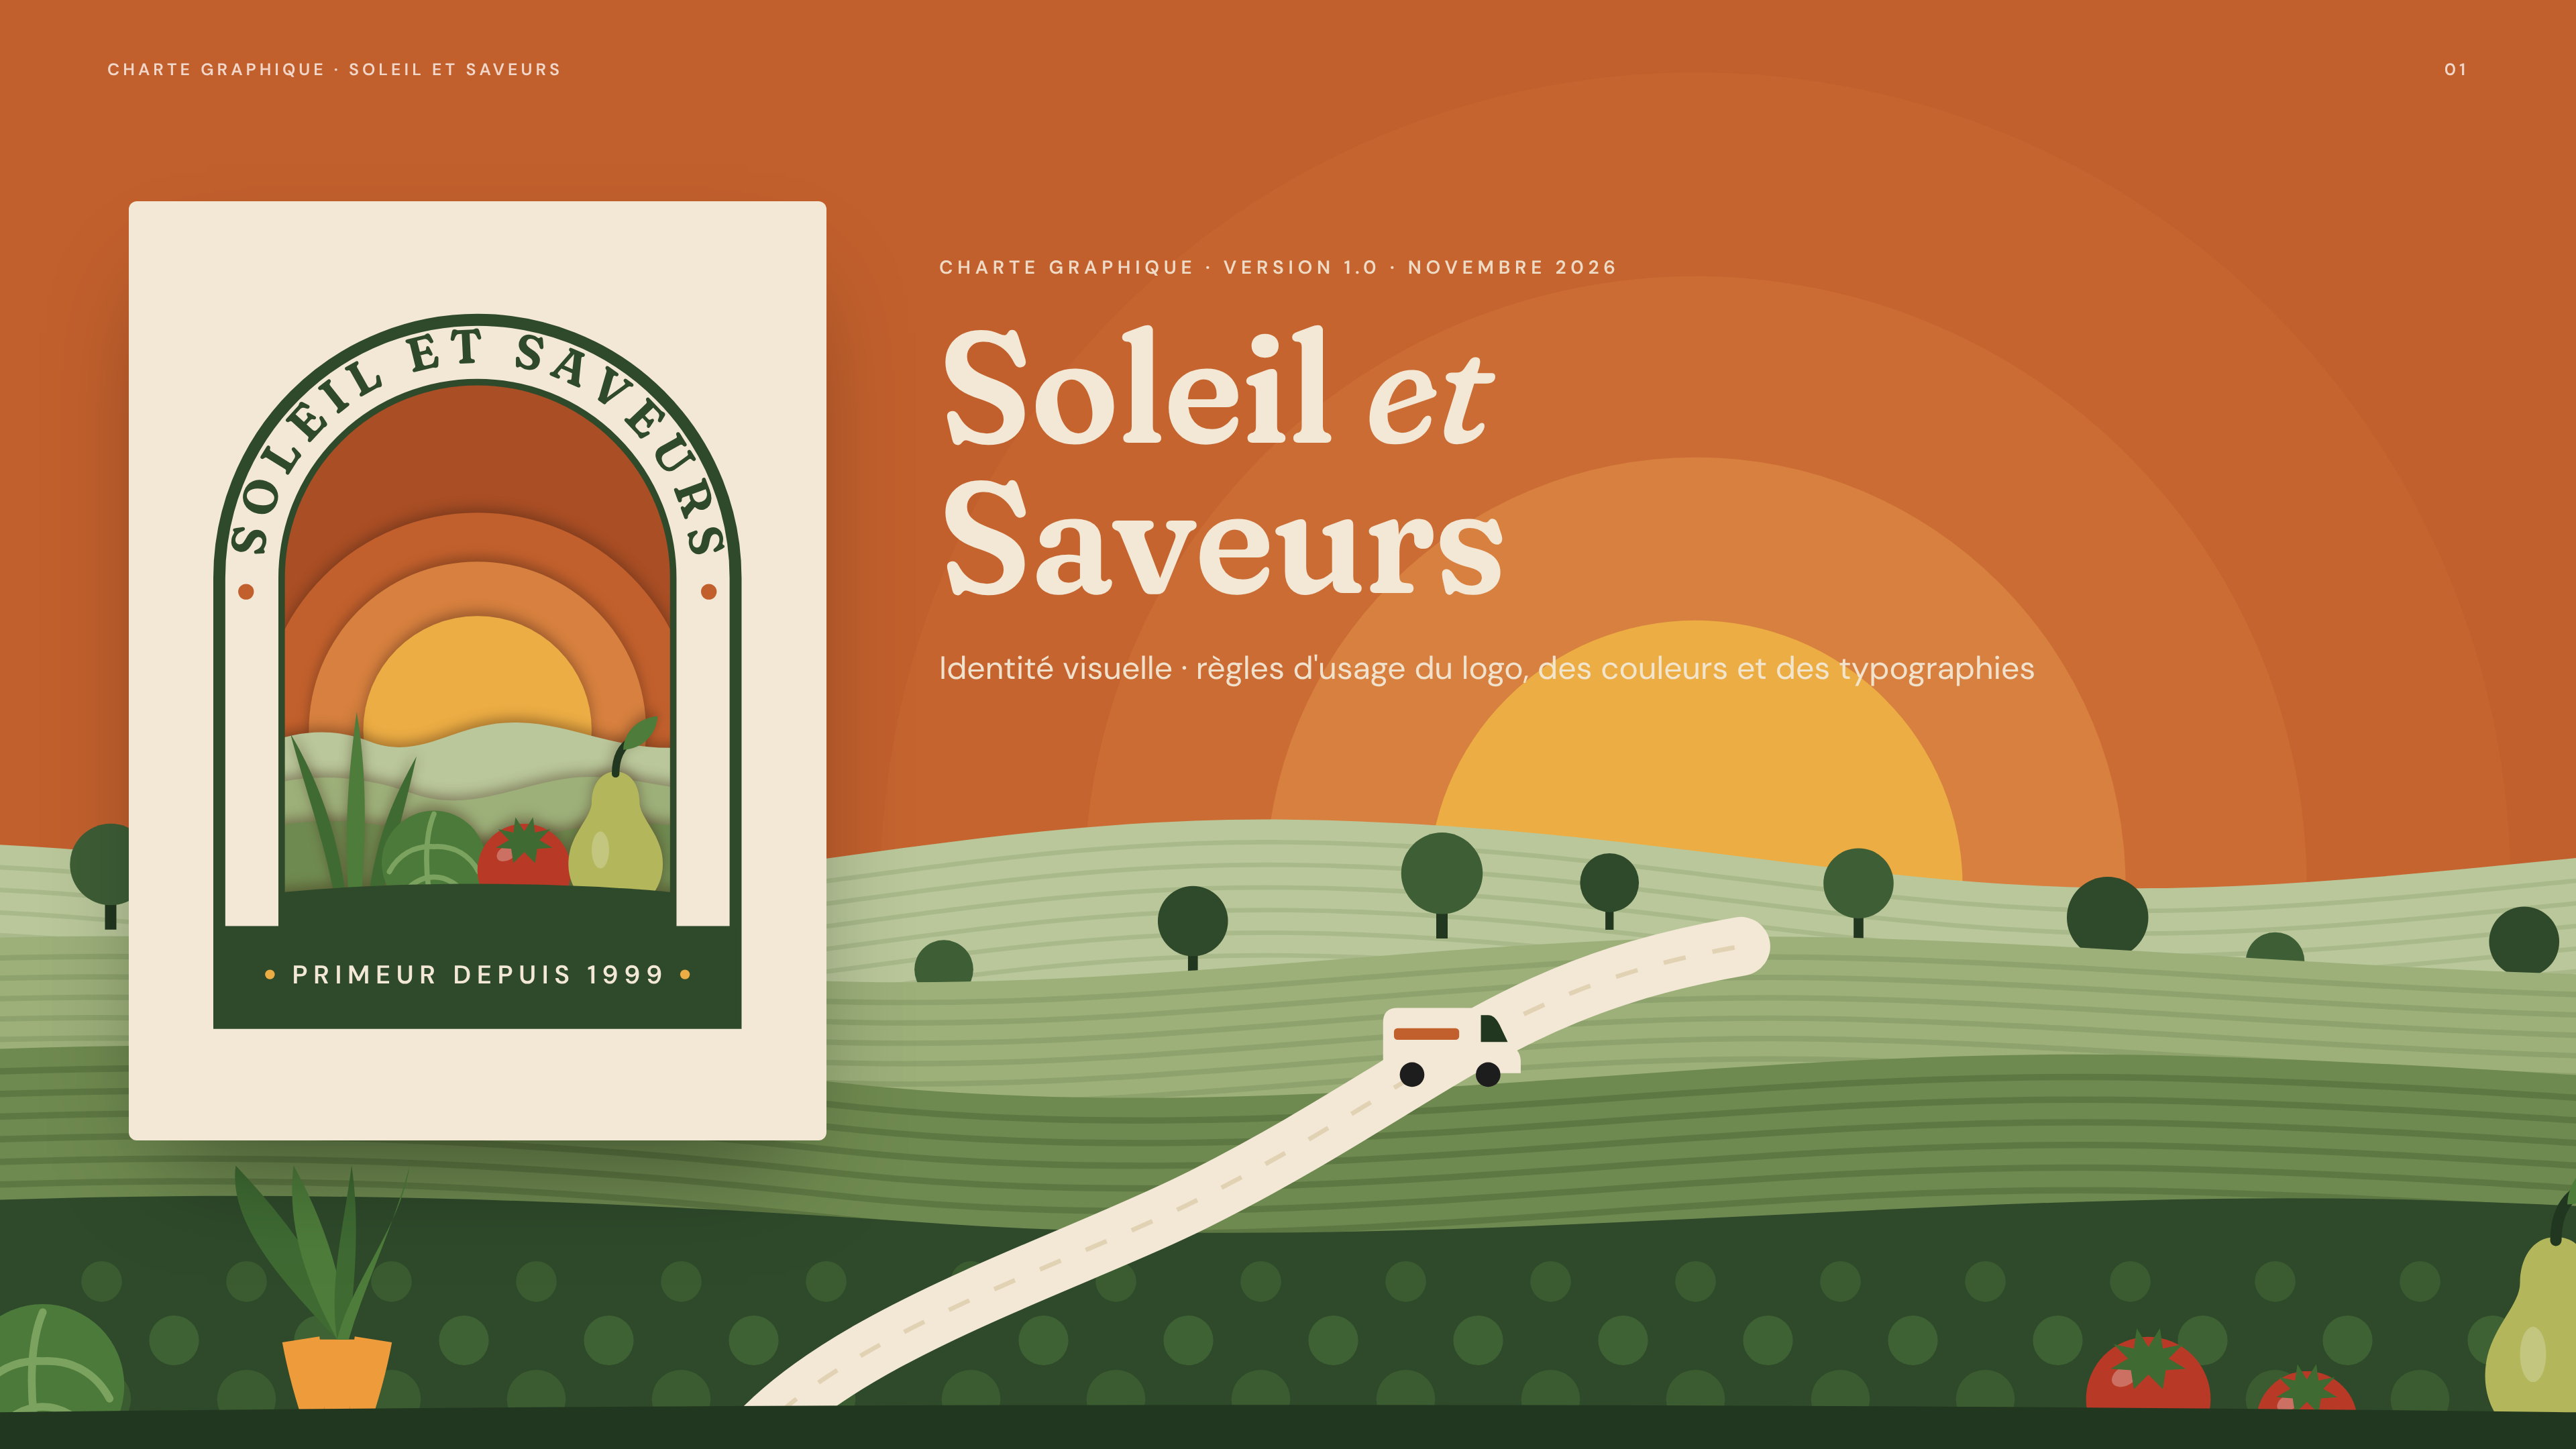 CHARTE GRAPHIQUE · SOLEIL ET SAVEURS
01
SOLEIL ET SAVEURS
• PRIMEUR DEPUIS 1999 •
CHARTE GRAPHIQUE · VERSION 1.0 · NOVEMBRE 2026
Soleil et
Saveurs
Identité visuelle · règles d'usage du logo, des couleurs et des typographies